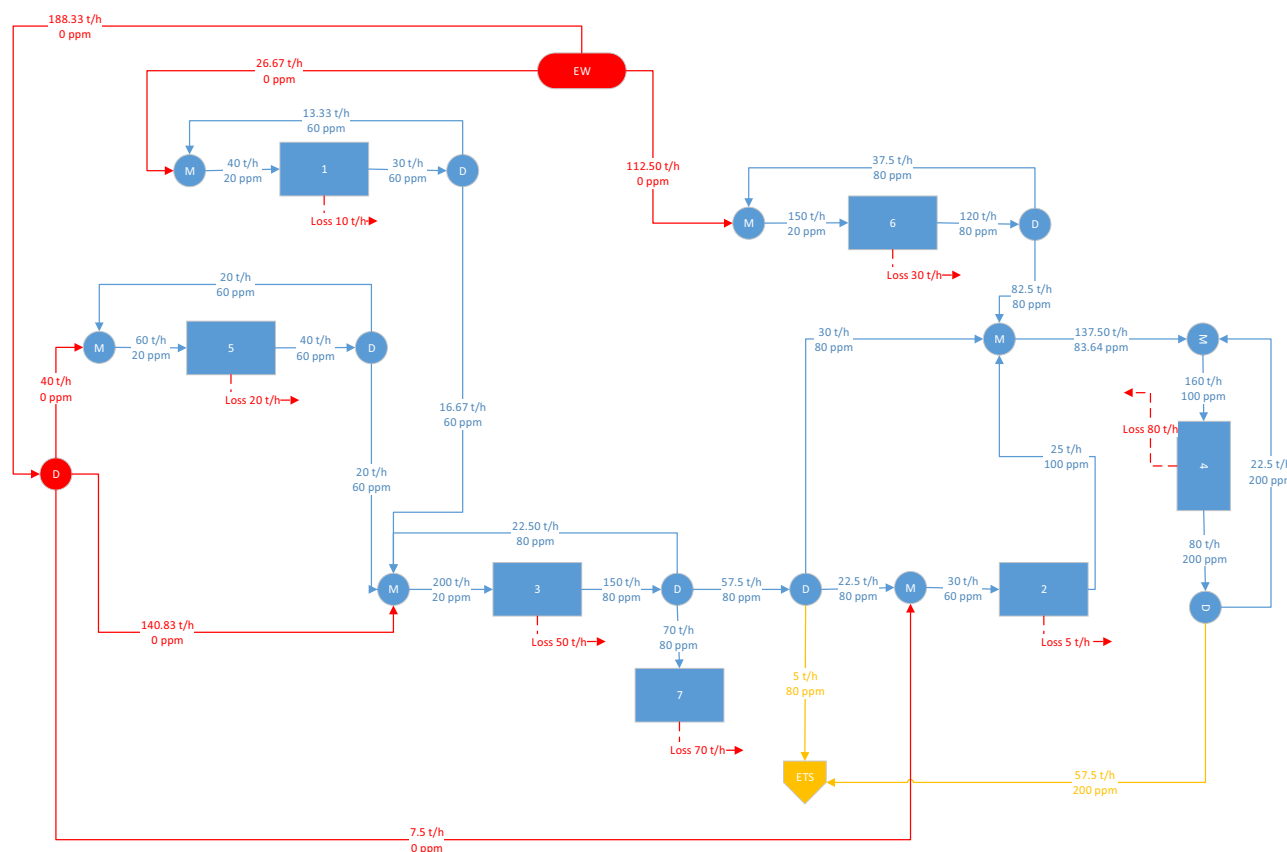 188.33 t/h
0 ppm
EW
26.67 t/h
0 ppm
13.33 t/h
60 ppm
M
40 t/h
20 ppm
1
30 t/h
60 ppm
D
Loss 10 t/h
112.50 t/h
0 ppm
37.5 t/h
80 ppm
M
150 t/h
20 ppm
6
120 t/h
80 ppm
D
Loss 30 t/h
20 t/h
60 ppm
M
60 t/h
20 ppm
5
40 t/h
60 ppm
D
Loss 20 t/h
40 t/h
0 ppm
D
16.67 t/h
60 ppm
20 t/h
60 ppm
82.5 t/h
80 ppm
30 t/h
80 ppm
M
137.50 t/h
83.64 ppm
M
160 t/h
100 ppm
Loss 80 t/h
4
25 t/h
100 ppm
22.5 t/h
200 ppm
80 t/h
200 ppm
D
22.50 t/h
80 ppm
M
200 t/h
20 ppm
3
150 t/h
80 ppm
D
57.5 t/h
80 ppm
D
22.5 t/h
80 ppm
M
30 t/h
60 ppm
2
140.83 t/h
0 ppm
Loss 50 t/h
70 t/h
80 ppm
Loss 5 t/h
7
Loss 70 t/h
5 t/h
80 ppm
ETS
57.5 t/h
200 ppm
7.5 t/h
0 ppm